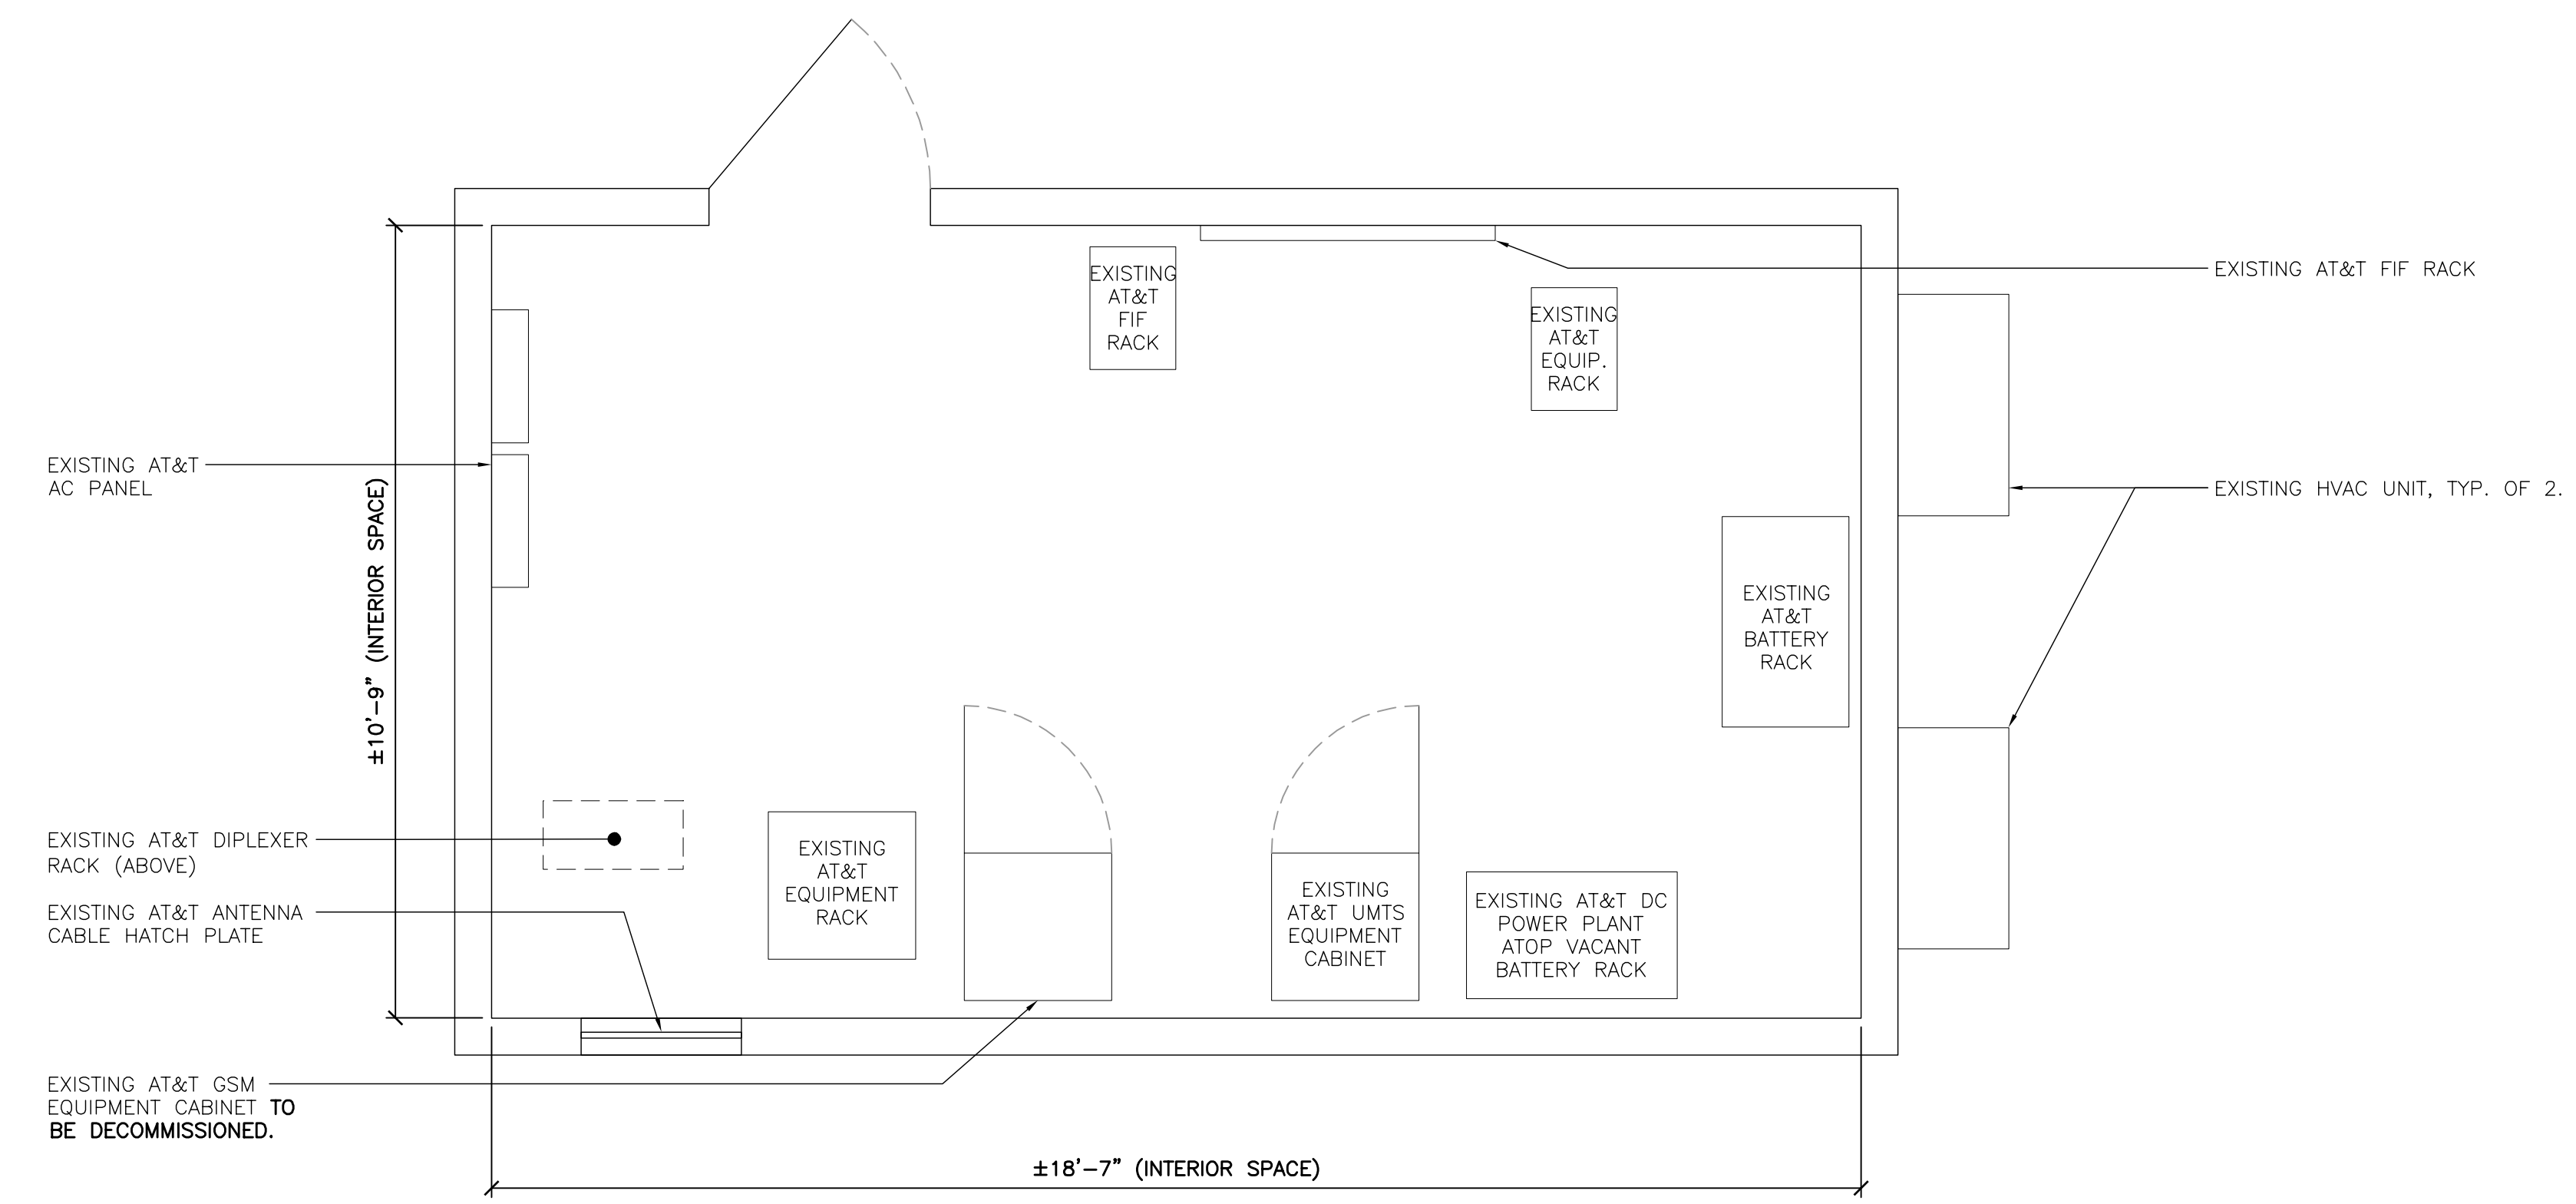 EXISTING
AT&T
FIF
RACK
EXISTING AT&T FIF RACK
EXISTING
AT&T
EQUIP.
RACK
EXISTING AT&T
AC PANEL
±10'-9" (INTERIOR SPACE)
EXISTING HVAC UNIT, TYP. OF 2.
EXISTING
AT&T
BATTERY
RACK
EXISTING AT&T DIPLEXER
RACK (ABOVE)
EXISTING
AT&T
EQUIPMENT
RACK
EXISTING
AT&T UMTS
EQUIPMENT
CABINET
EXISTING AT&T DC
POWER PLANT
ATOP VACANT
BATTERY RACK
EXISTING AT&T ANTENNA
CABLE HATCH PLATE
EXISTING AT&T GSM
EQUIPMENT CABINET TO
BE DECOMMISSIONED.
±18'-7" (INTERIOR SPACE)